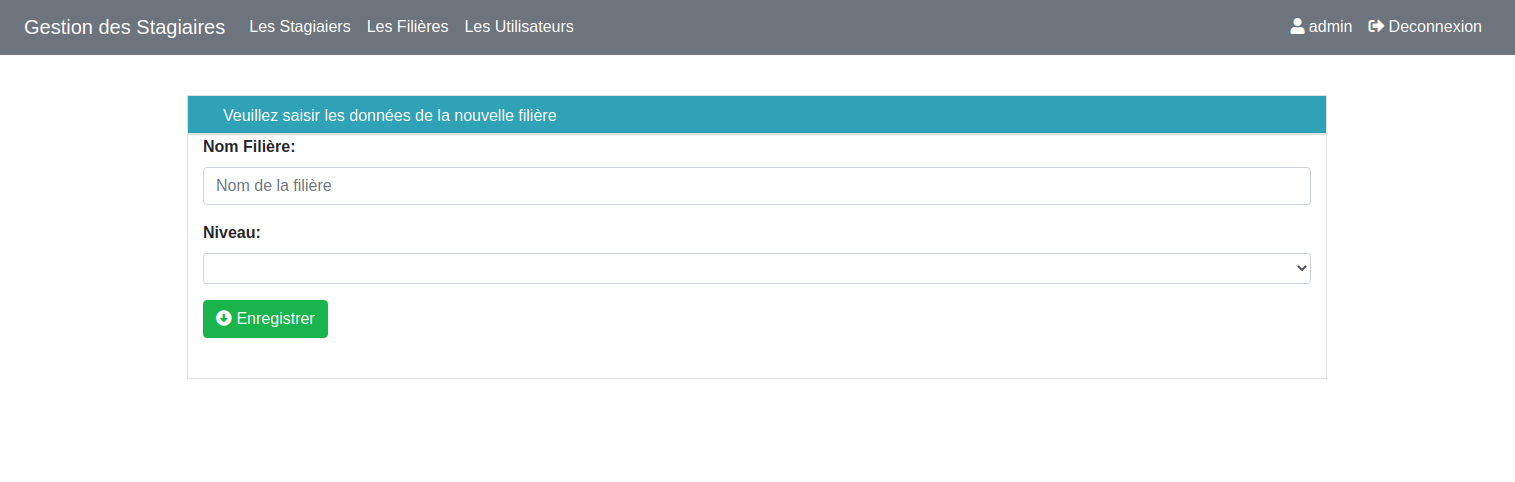 Gestion des Stagiaires Les Stagiaiers Les Filières Les Utilisateurs admin Deconnexion
Veuillez saisir les données de la nouvelle filière
Nom Filière:
Nom de la filière
Niveau:
Enregistrer